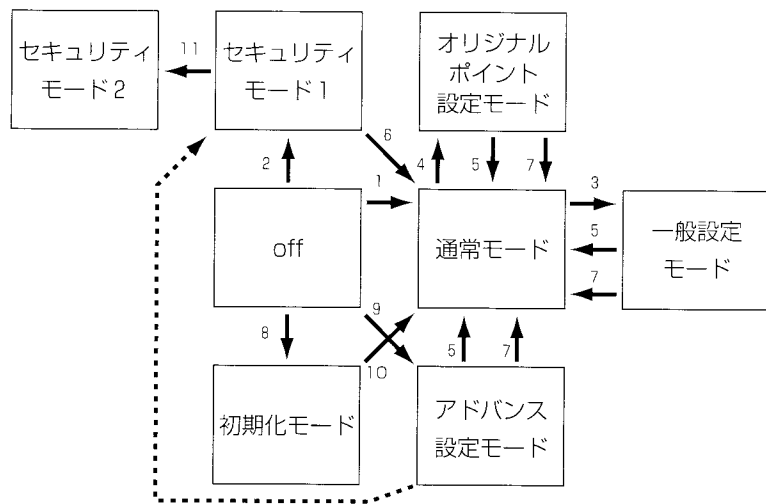 セキュリティ
モード2
11
セキュリティ
モード1
オリジナル
ポイント
設定モード
6
2
1
4
5
7
3
off
通常モード
5
一般設定
モード
7
8
9
10
5
7
初期化モード
アドバンス
設定モード